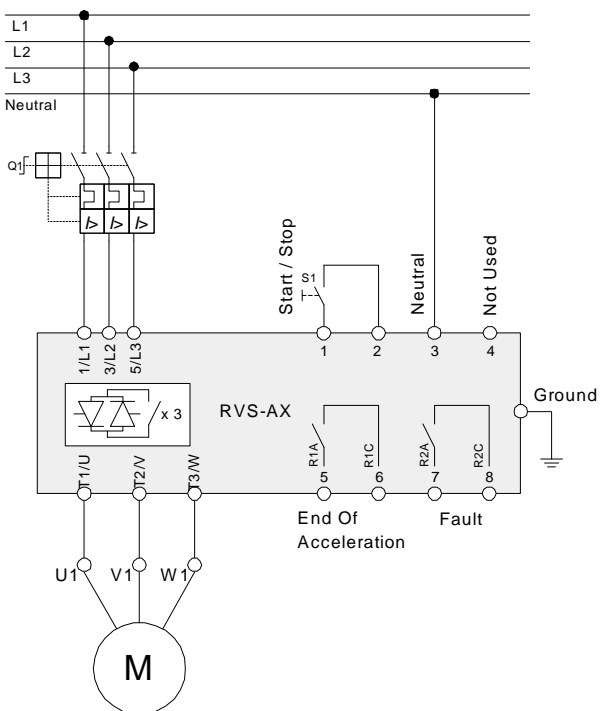 L1
L2
L3
Neutral
Q1
I>
I>
I>
Start / Stop
S1
Neutral
Not Used
1/L1
3/L2
5/L3
1
2
3
4
x 3
RVS-AX
Ground
R1A
R1C
R2A
R2C
T1/U
T2/V
T3/W
5
6
7
8
End Of
Acceleration
Fault
U1
V1
W1
M